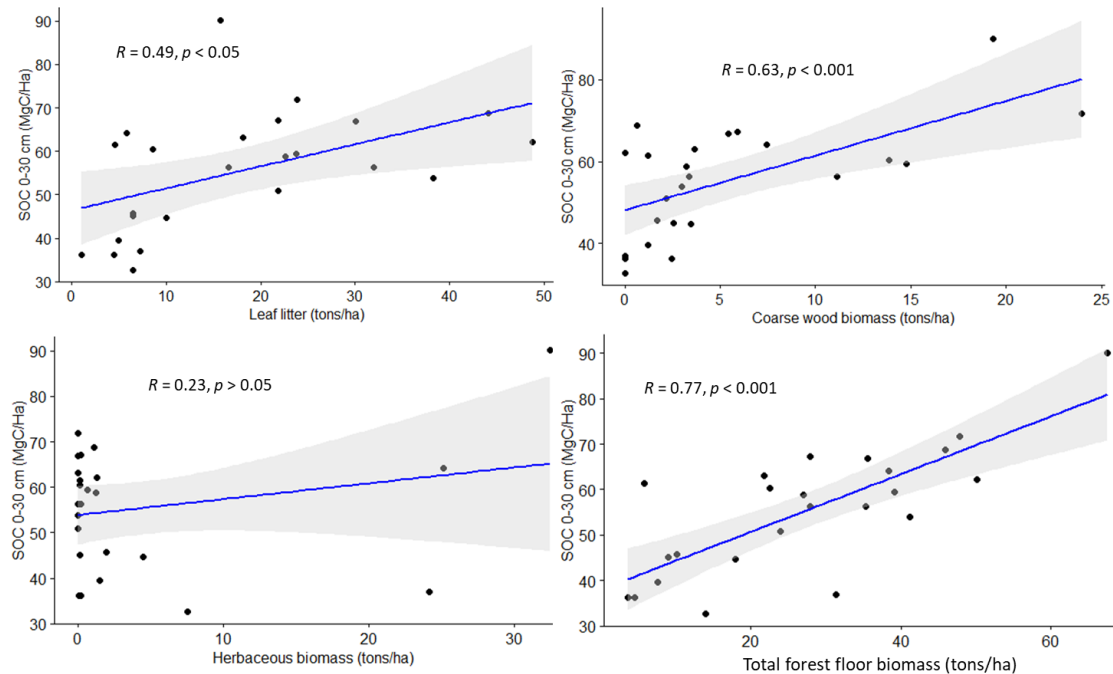 90
80
70
60
50
40
30
SOC 0-30 cm (MgC/Ha)
R = 0.49, p < 0.05
0 10 20 30 40 50
Leaf litter (tons/ha)
80
60
40
SOC 0-30 cm (MgC/Ha)
R = 0.63, p < 0.001
0 5 10 15 20 25
Coarse wood biomass (tons/ha)
90
80
70
60
50
40
30
SOC 0-30 cm (MgC/Ha)
R = 0.23, p > 0.05
0 10 20 30
Herbaceous biomass (tons/ha)
90
80
70
60
50
40
30
SOC 0-30 cm (MgC/Ha)
R = 0.77, p < 0.001
20 40 60
Total forest floor biomass (tons/ha)